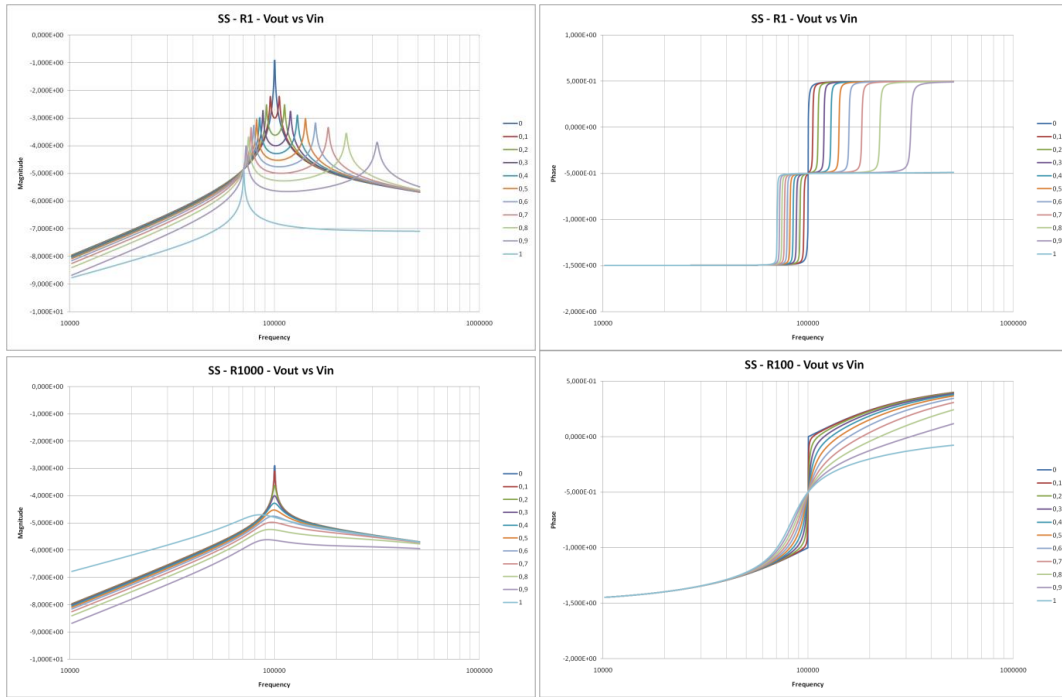 SS - R1 - Vout vs Vin
0,000E+00
-1,000E+00
-2,000E+00
-3,000E+00
-4,000E+00
-5,000E+00
-6,000E+00
-7,000E+00
-8,000E+00
-9,000E+00
-1,000E+01
Magnitude
10000
100000
1000000
Frequency
0
0,1
0,2
0,3
0,4
0,5
0,6
0,7
0,8
0,9
1
SS - R1 - Vout vs Vin
1,000E+00
5,000E-01
0,000E+00
-5,000E-01
-1,000E+00
-1,500E+00
-2,000E+00
Phase
10000
100000
1000000
Frequency
0
0,1
0,2
0,3
0,4
0,5
0,6
0,7
0,8
0,9
1
SS - R1000 - Vout vs Vin
0,000E+00
-1,000E+00
-2,000E+00
-3,000E+00
-4,000E+00
-5,000E+00
-6,000E+00
-7,000E+00
-8,000E+00
-9,000E+00
-1,000E+01
Magnitude
10000
100000
1000000
Frequency
0
0,1
0,2
0,3
0,4
0,5
0,6
0,7
0,8
0,9
1
SS - R100 - Vout vs Vin
5,000E-01
0,000E+00
-5,000E-01
-1,000E+00
-1,500E+00
-2,000E+00
Phase
10000
100000
1000000
Frequency
0
0,1
0,2
0,3
0,4
0,5
0,6
0,7
0,8
0,9
1